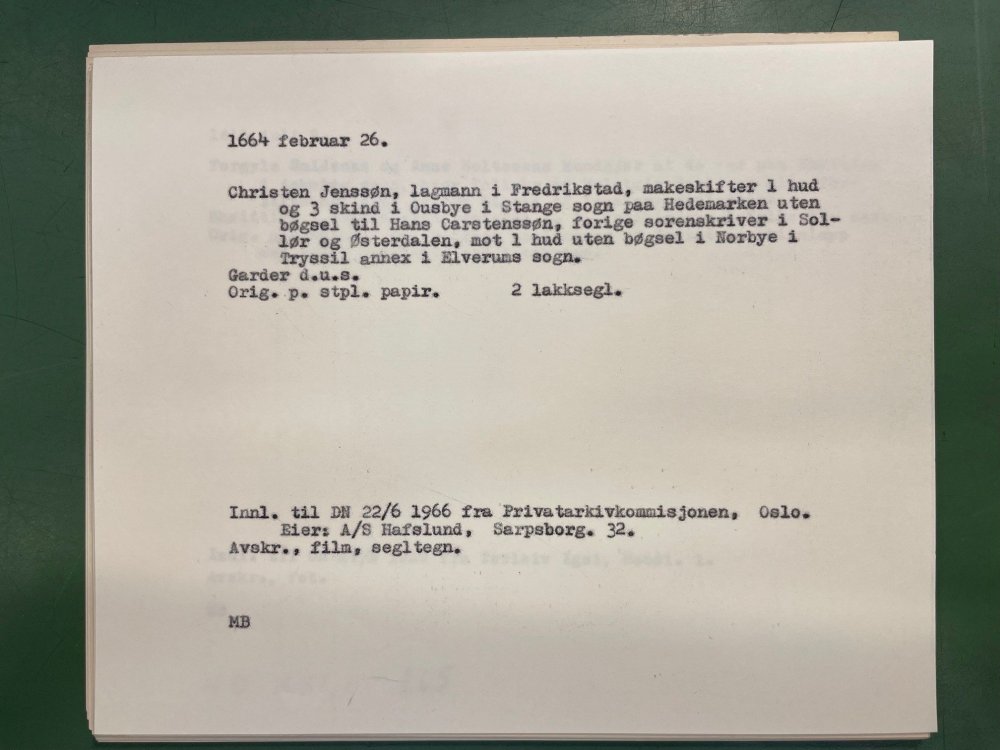 1664 februar 26.
Christen Jenssøn, lagmann i Fredrikstad, makeskifter 1 hud
og 3 skind i Ousbye i Stange sogn paa Hedemarken uten
bøgsel til Hans Carstenssøn, forige sorenskriver i Sol-
lør og Østerdalen, mot 1 hud uten bøgsel i Norbye i
Tryssil annex i Elverums sogn.
Garder d.u.s.
Orig. p. stpl. papir. 2 lakksegl.
Innl. til DN 22/6 1966 fra Privatarkivkommisjonen, Oslo.
Eier: A/S Hafslund, Sarpsborg. 32.
Avskr., film, segltegn.
MB